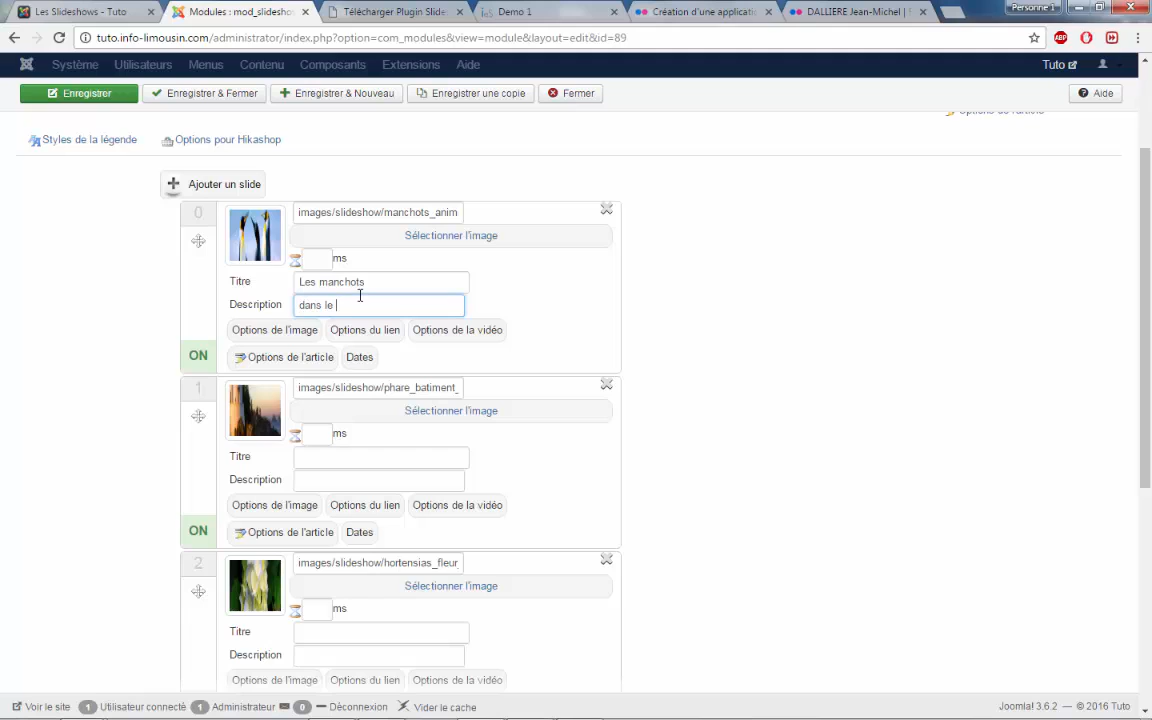 Les Slideshows - Tuto
Modules : mod_slidesho
Télécharger Plugin Slide
Demo 1
Création d'une applicatio
DALLIERE Jean-Michel |
Personne 1
tuto.info-limousin.com/administrator/index.php?option=com_modules&view=module&layout=edit&id=89
ABP
Système Utilisateurs Menus Contenu Composants Extensions Aide
Tuto
Enregistrer
Enregistrer & Fermer
Enregistrer & Nouveau
Enregistrer une copie
Fermer
Aide
Styles de la légende
Options pour Hikashop
Ajouter un slide
0
images/slideshow/manchots_anim
Sélectionner l'image
ms
Titre Les manchots
Description dans le
Options de l'image Options du lien Options de la vidéo
ON Options de l'article Dates
1
images/slideshow/phare_batiment_
Sélectionner l'image
ms
Titre
Description
Options de l'image Options du lien Options de la vidéo
ON Options de l'article Dates
2
images/slideshow/hortensias_fleur_
Sélectionner l'image
ms
Titre
Description
Options de l'image Options du lien Options de la vidéo
Voir le site 1 Utilisateur connecté 1 Administrateur 0 Déconnexion Vider le cache
Joomla! 3.6.2 — © 2016 Tuto